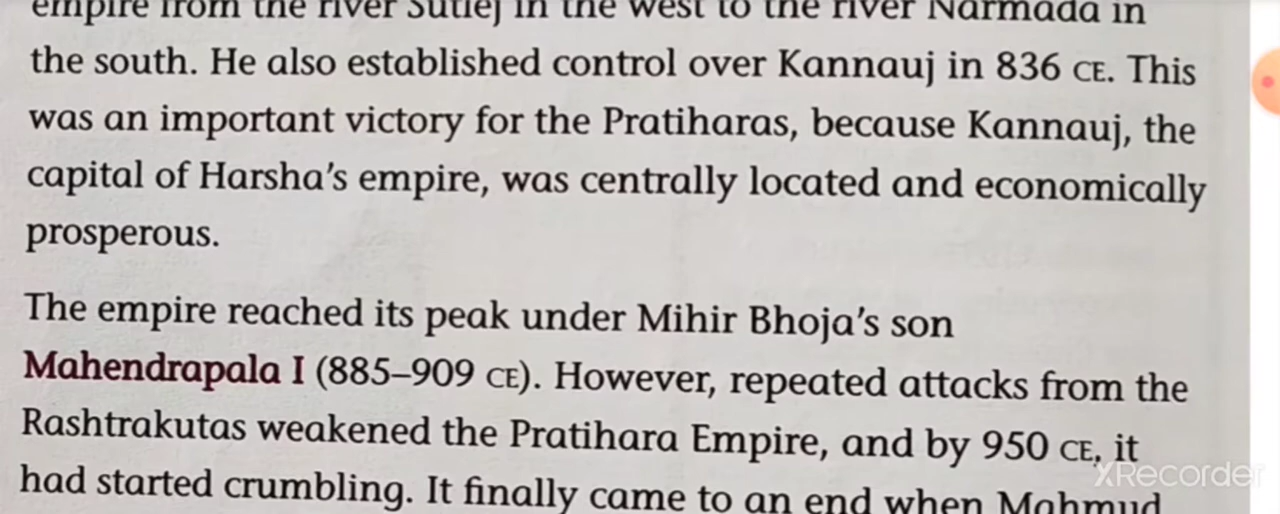 empire from the river Sutlej in the west to the river Narmada in
the south. He also established control over Kannauj in 836 CE. This
was an important victory for the Pratiharas, because Kannauj, the
capital of Harsha's empire, was centrally located and economically
prosperous.
The empire reached its peak under Mihir Bhoja's son
Mahendrapala I (885–909 CE). However, repeated attacks from the
Rashtrakutas weakened the Pratihara Empire, and by 950 CE, it
had started crumbling. It finally came to an end when Mahmud
XRecorder